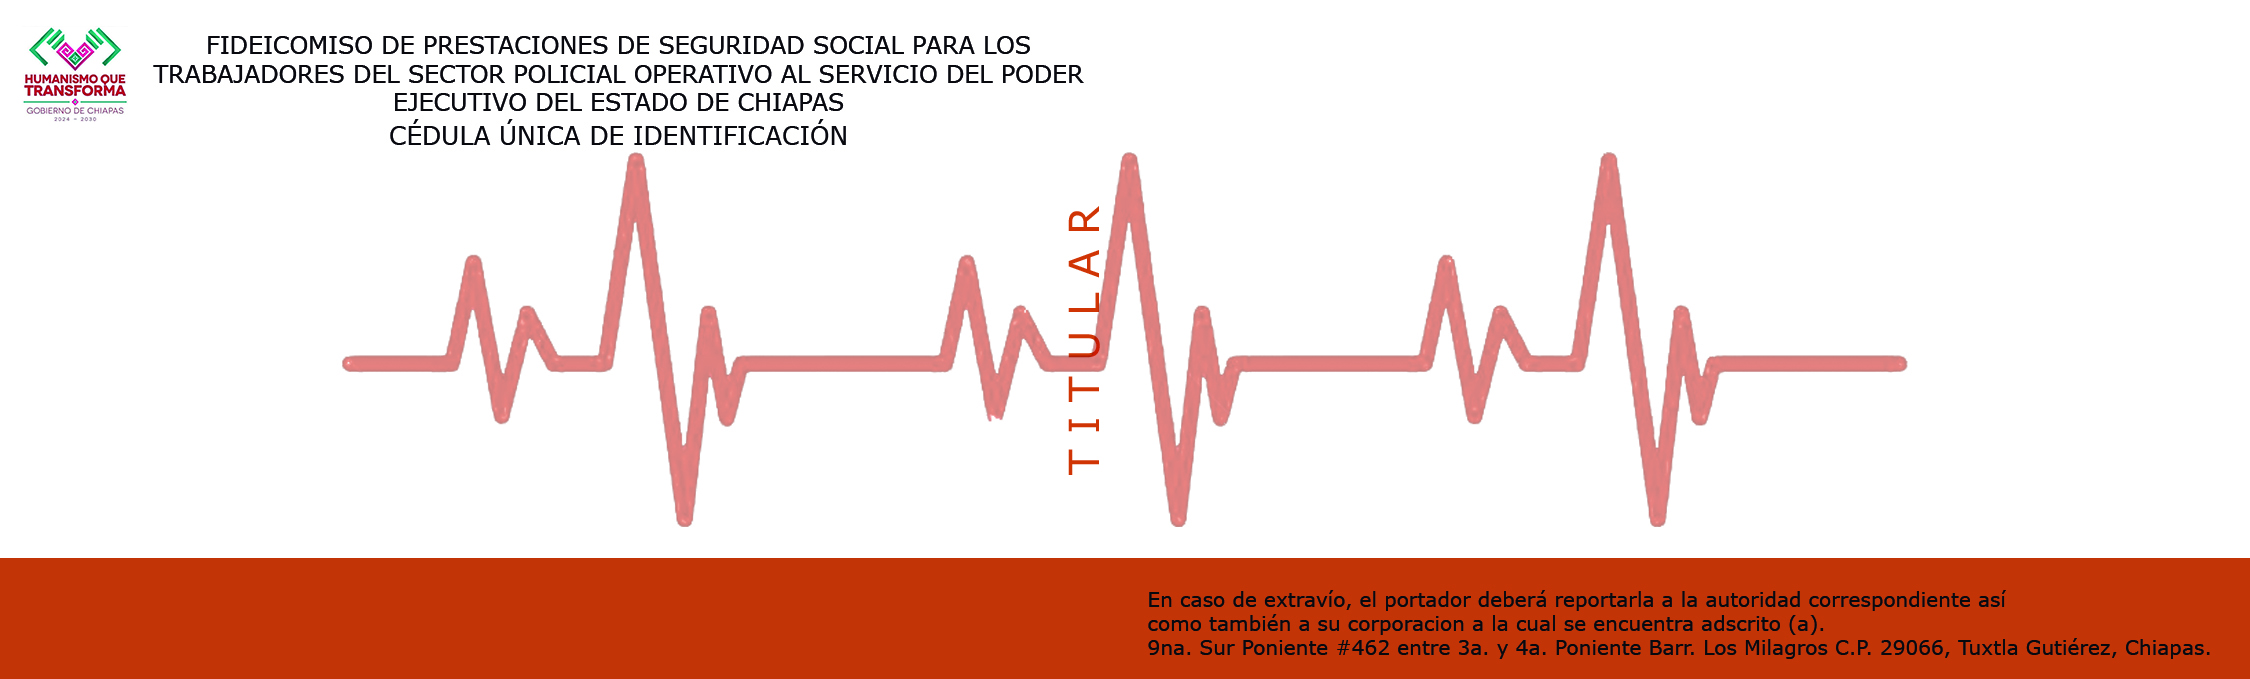 HUMANISMO QUE
TRANSFORMA
GOBIERNO DE CHIAPAS
2024 - 2030
FIDEICOMISO DE PRESTACIONES DE SEGURIDAD SOCIAL PARA LOS
TRABAJADORES DEL SECTOR POLICIAL OPERATIVO AL SERVICIO DEL PODER
EJECUTIVO DEL ESTADO DE CHIAPAS
CÉDULA ÚNICA DE IDENTIFICACIÓN
TITULAR
En caso de extravío, el portador deberá reportarla a la autoridad correspondiente así
como también a su corporacion a la cual se encuentra adscrito (a).
9na. Sur Poniente #462 entre 3a. y 4a. Poniente Barr. Los Milagros C.P. 29066, Tuxtla Gutiérez, Chiapas.